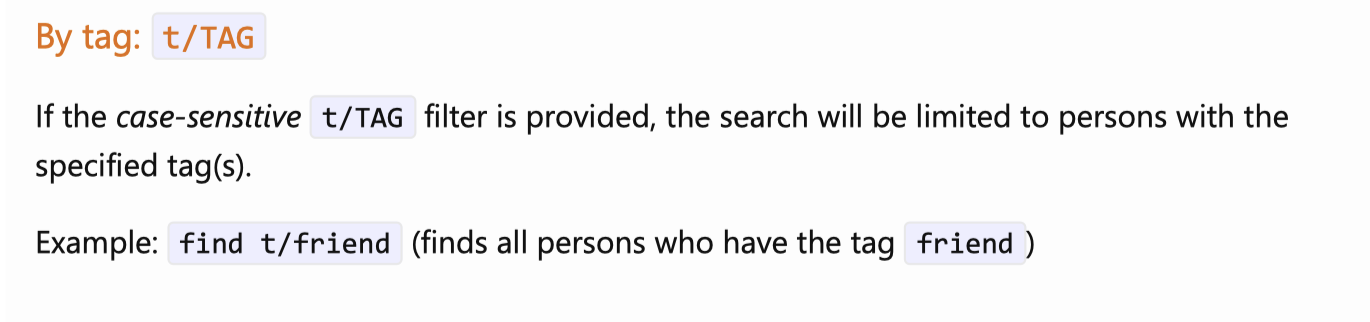 By tag: t/TAG
If the case-sensitive t/TAG filter is provided, the search will be limited to persons with the
specified tag(s).
Example: find t/friend (finds all persons who have the tag friend)